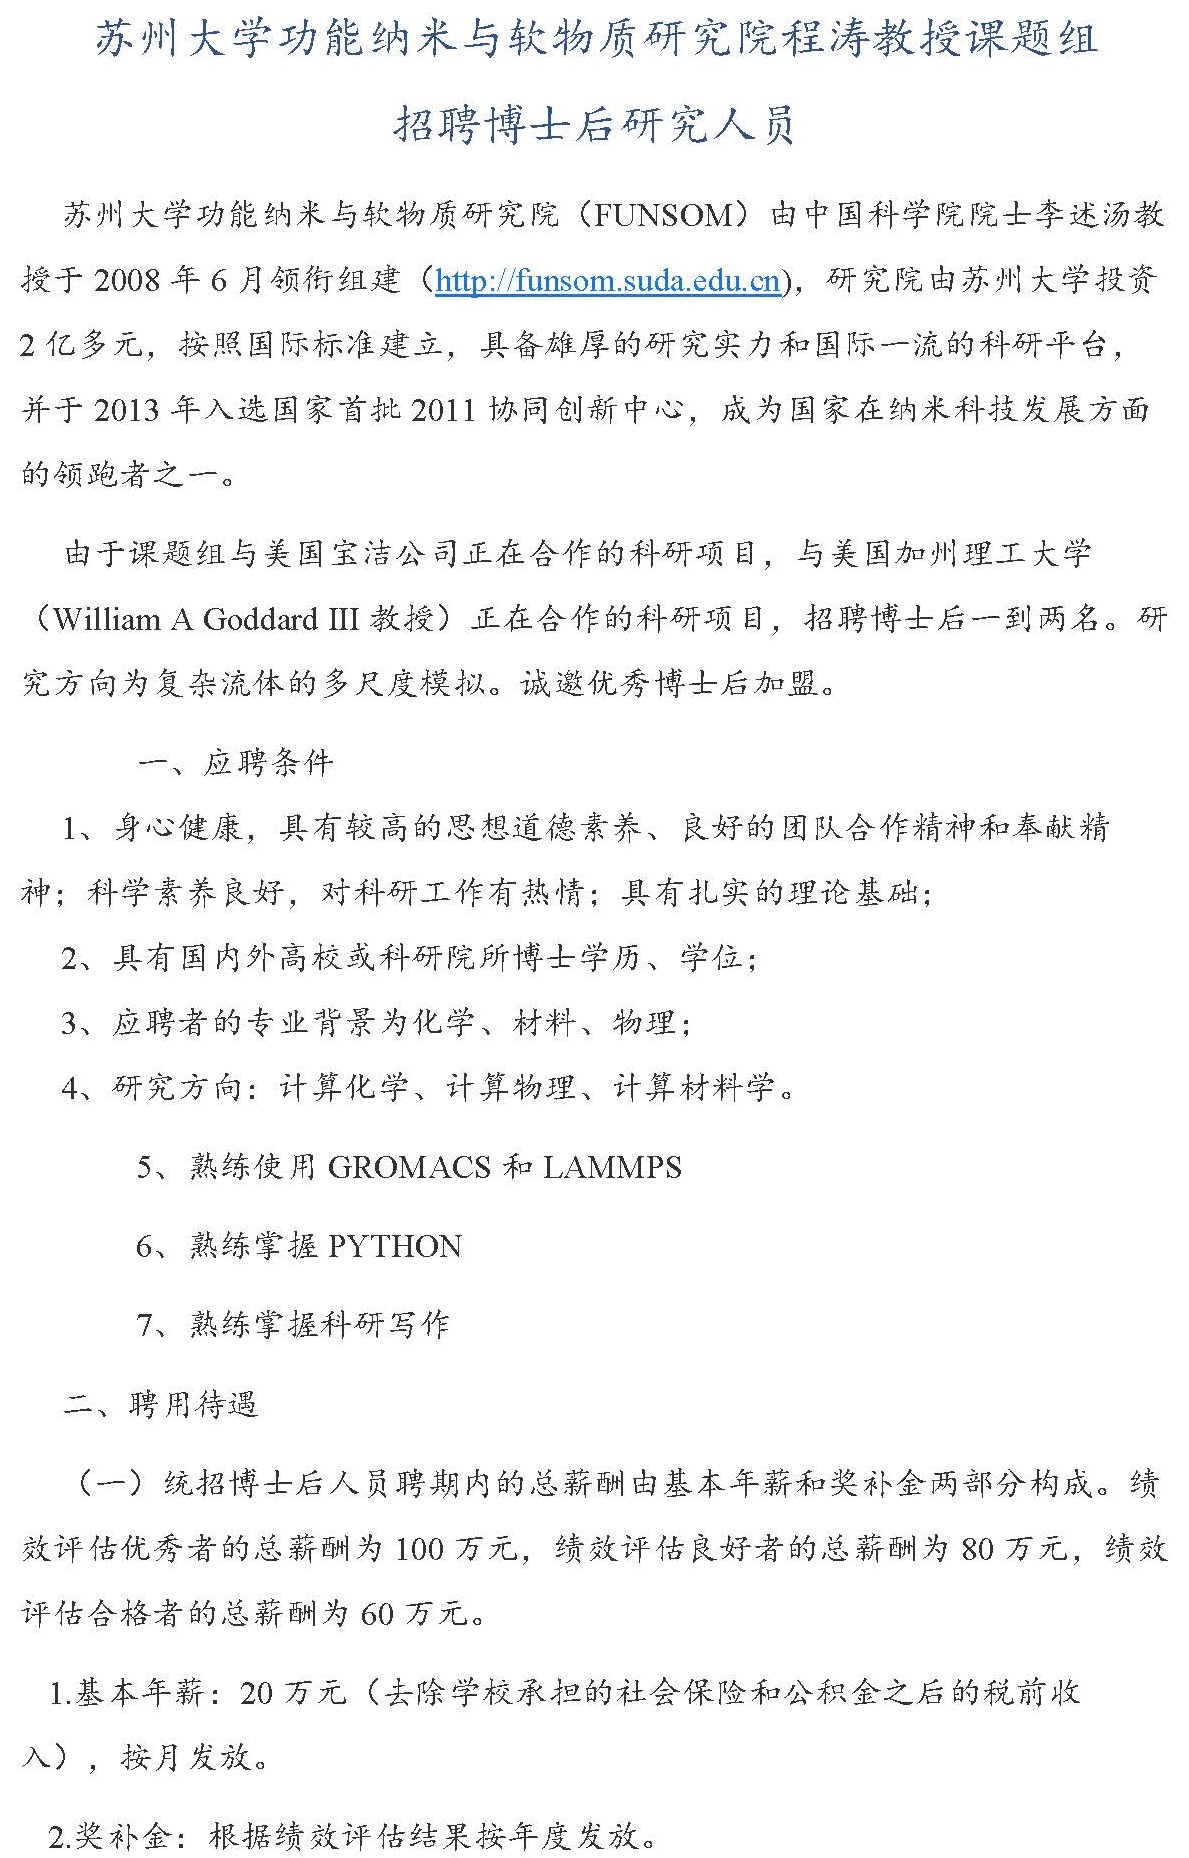 苏州大学功能纳米与软物质研究院程涛教授课题组
招聘博士后研究人员
苏州大学功能纳米与软物质研究院（FUNSOM）由中国科学院院士李述汤教
授于 2008 年 6 月领衔组建（http://funsom.suda.edu.cn)，研究院由苏州大学投资
2 亿多元，按照国际标准建立，具备雄厚的研究实力和国际一流的科研平台，
并于 2013 年入选国家首批 2011 协同创新中心，成为国家在纳米科技发展方面
的领跑者之一。
由于课题组与美国宝洁公司正在合作的科研项目，与美国加州理工大学
（William A Goddard III 教授）正在合作的科研项目，招聘博士后一到两名。研
究方向为复杂流体的多尺度模拟。诚邀优秀博士后加盟。
一、应聘条件
1、身心健康，具有较高的思想道德素养、良好的团队合作精神和奉献精
神；科学素养良好，对科研工作有热情；具有扎实的理论基础；
2、具有国内外高校或科研院所博士学历、学位；
3、应聘者的专业背景为化学、材料、物理；
4、研究方向：计算化学、计算物理、计算材料学。
5、熟练使用 GROMACS 和 LAMMPS
6、熟练掌握 PYTHON
7、熟练掌握科研写作
二、聘用待遇
（一）统招博士后人员聘期内的总薪酬由基本年薪和奖补金两部分构成。绩
效评估优秀者的总薪酬为 100 万元，绩效评估良好者的总薪酬为 80 万元，绩效
评估合格者的总薪酬为 60 万元。
1.基本年薪：20 万元（去除学校承担的社会保险和公积金之后的税前收
入），按月发放。
2.奖补金：根据绩效评估结果按年度发放。